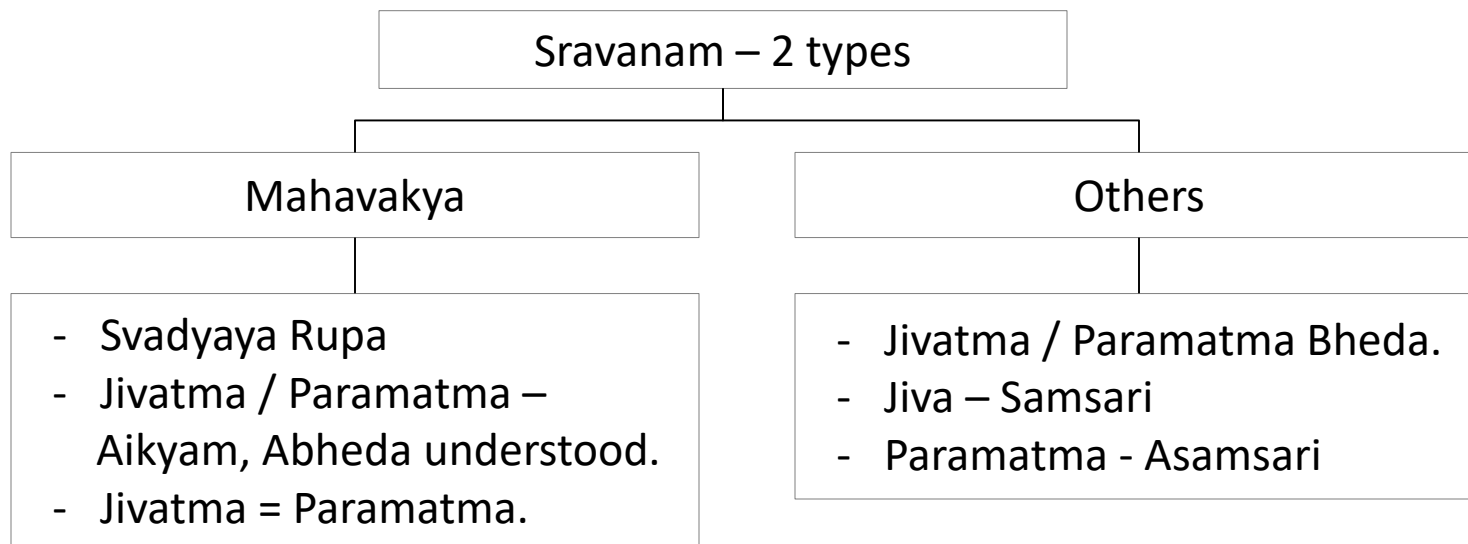 Sravanam – 2 types
Mahavakya
Others
- Svadyaya Rupa
- Jivatma / Paramatma –
Aikyam, Abheda understood.
- Jivatma = Paramatma.
- Jivatma / Paramatma Bheda.
- Jiva – Samsari
- Paramatma - Asamsari